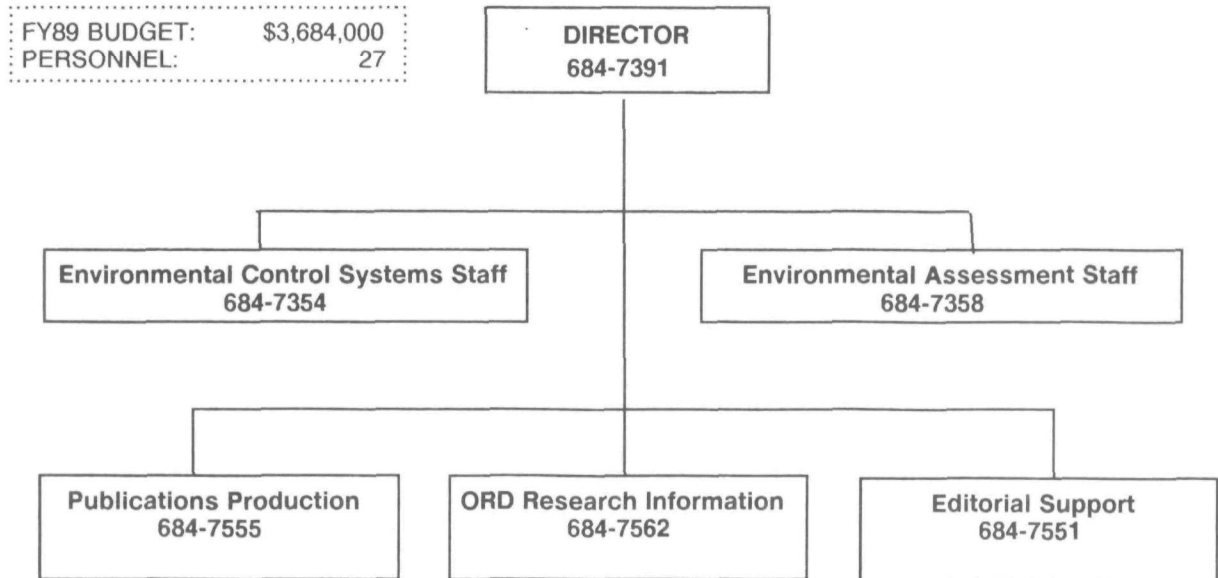 FY89 BUDGET: $3,684,000
PERSONNEL: 27
DIRECTOR
684-7391
Environmental Control Systems Staff
684-7354
Environmental Assessment Staff
684-7358
Publications Production
684-7555
ORD Research Information
684-7562
Editorial Support
684-7551